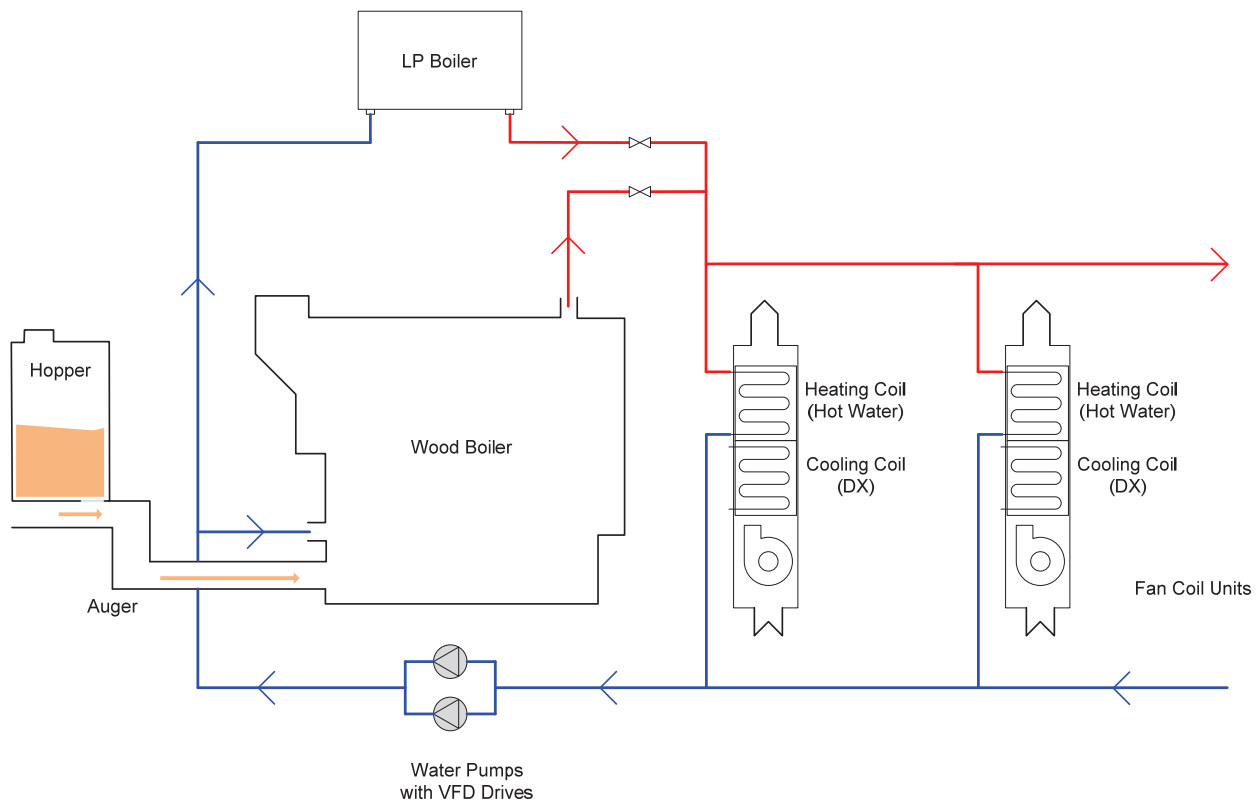 LP Boiler
Hopper
Wood Boiler
Heating Coil
(Hot Water)
Cooling Coil
(DX)
Heating Coil
(Hot Water)
Cooling Coil
(DX)
Auger
Fan Coil Units
Water Pumps
with VFD Drives